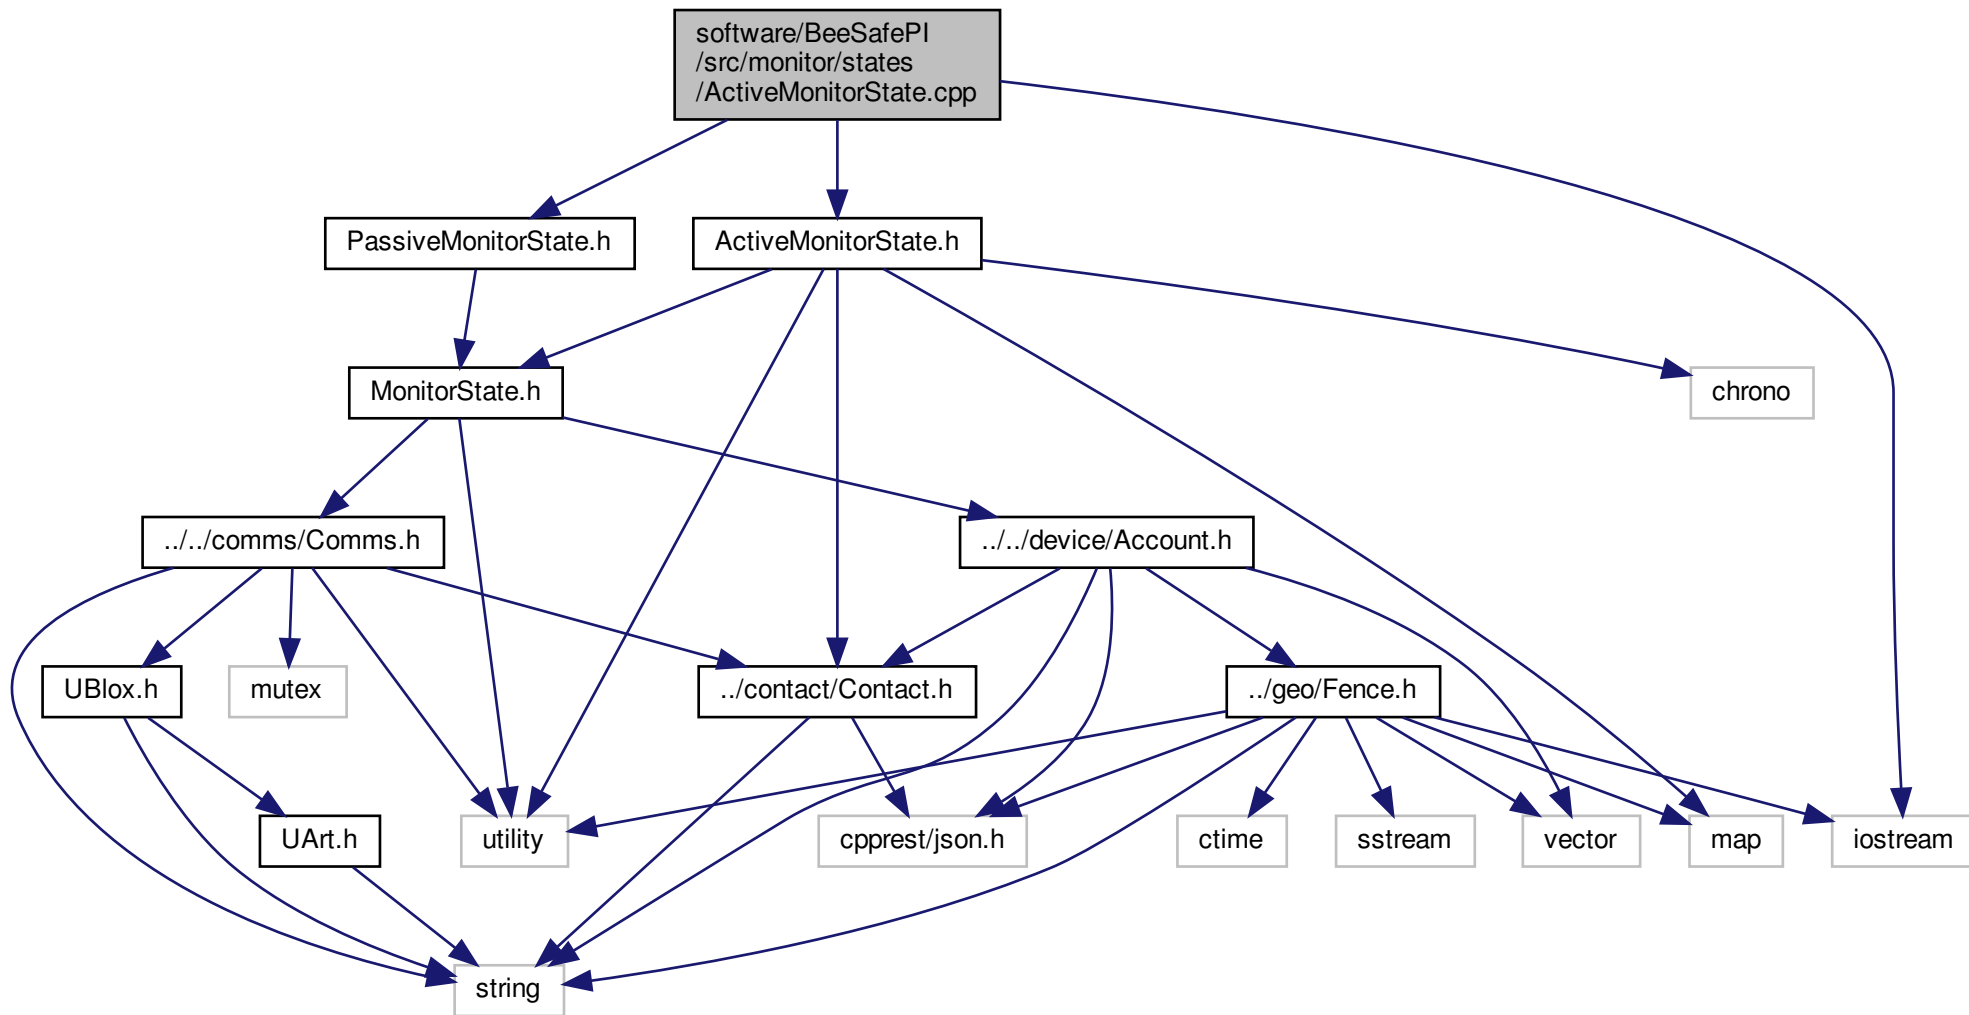 software/BeeSafePI
/src/monitor/states
/ActiveMonitorState.cpp
PassiveMonitorState.h
ActiveMonitorState.h
MonitorState.h
chrono
../../comms/Comms.h
../../device/Account.h
UBlox.h
mutex
../contact/Contact.h
../geo/Fence.h
UArt.h
utility
cpprest/json.h
ctime
sstream
vector
map
iostream
string